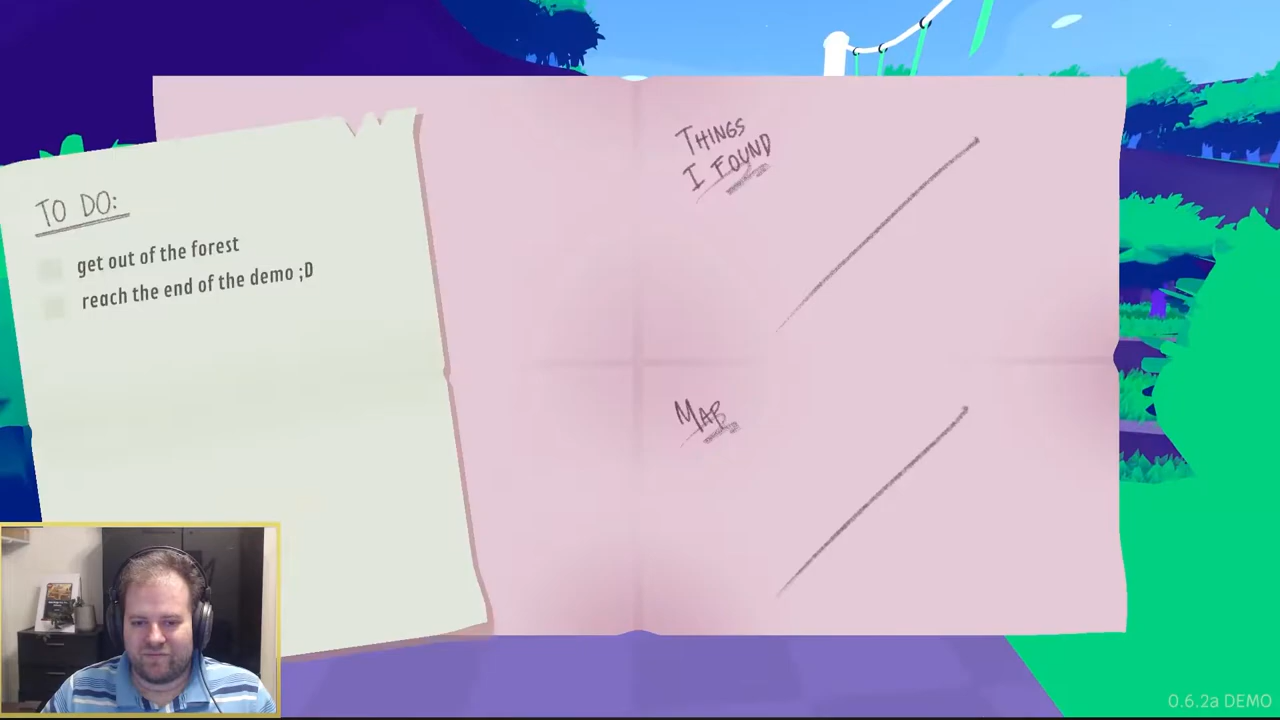 TO DO:
get out of the forest
reach the end of the demo ;D
THINGS
I FOUND
MAP
0.6.2a DEMO